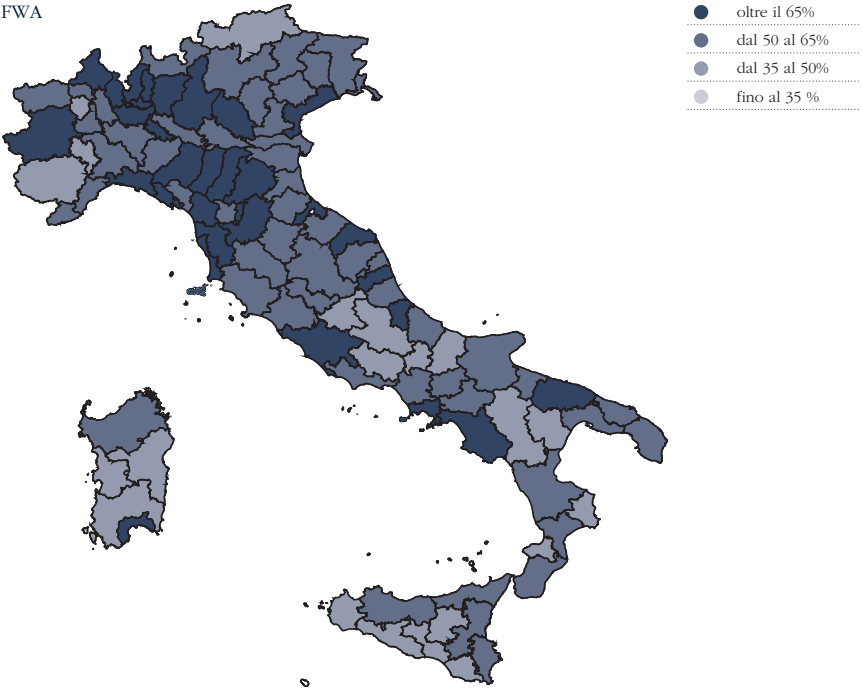 FWA
oltre il 65%
dal 50 al 65%
dal 35 al 50%
fino al 35 %